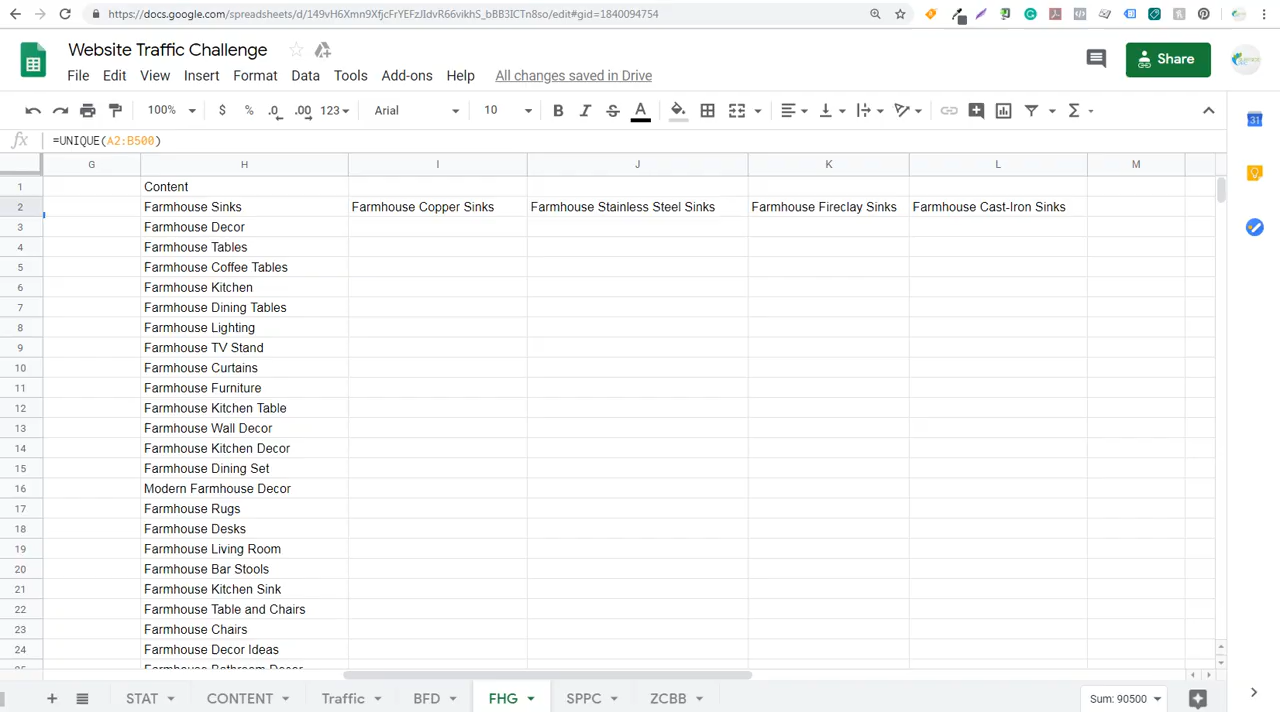 https://docs.google.com/spreadsheets/d/149vH6Xmn9XfjcFrYEFzJIdvR66vikhS_bBB3ICTn8so/edit#gid=1840094754
Website Traffic Challenge
File Edit View Insert Format Data Tools Add-ons Help All changes saved in Drive
Share
100% $ % .0 .00 123 Arial 10 B I S A Σ
31
fx =UNIQUE(A2:B500)
G H I J K L M
1 Content
2 Farmhouse Sinks Farmhouse Copper Sinks Farmhouse Stainless Steel Sinks Farmhouse Fireclay Sinks Farmhouse Cast-Iron Sinks
3 Farmhouse Decor
4 Farmhouse Tables
5 Farmhouse Coffee Tables
6 Farmhouse Kitchen
7 Farmhouse Dining Tables
8 Farmhouse Lighting
9 Farmhouse TV Stand
10 Farmhouse Curtains
11 Farmhouse Furniture
12 Farmhouse Kitchen Table
13 Farmhouse Wall Decor
14 Farmhouse Kitchen Decor
15 Farmhouse Dining Set
16 Modern Farmhouse Decor
17 Farmhouse Rugs
18 Farmhouse Desks
19 Farmhouse Living Room
20 Farmhouse Bar Stools
21 Farmhouse Kitchen Sink
22 Farmhouse Table and Chairs
23 Farmhouse Chairs
24 Farmhouse Decor Ideas
25 Farmhouse Bathroom Decor
STAT CONTENT Traffic BFD FHG SPPC ZCBB Sum: 90500